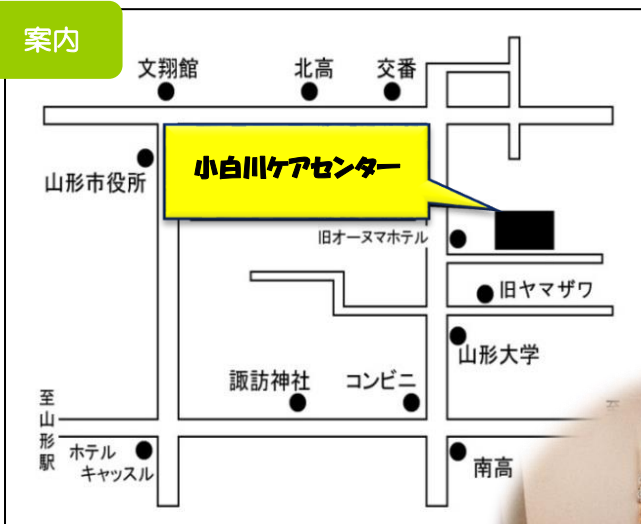 案内
文翔館
北高
交番
山形市役所
小白川ケアセンター
旧オーヌマホテル
旧ヤマザワ
山形大学
諏訪神社
コンビニ
至山形駅
ホテル
キャッスル
南高
至